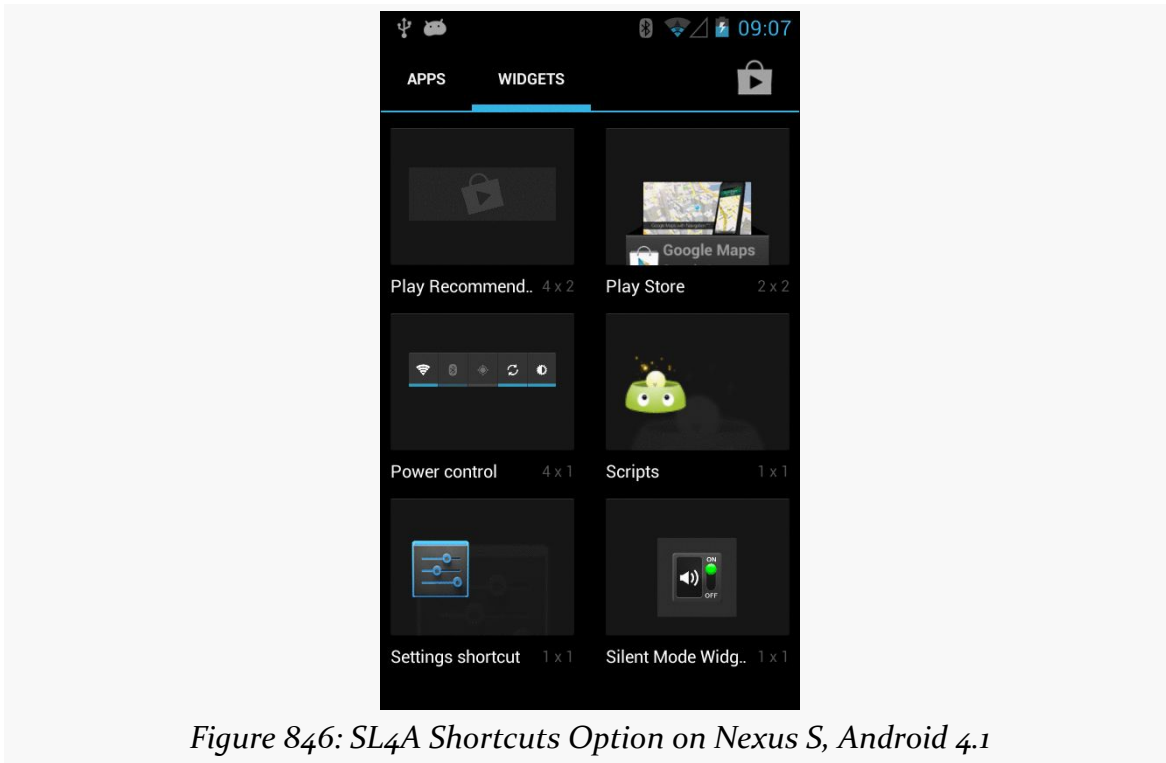 09:07
APPS WIDGETS
Google Maps
Play Recommend.. 4 x 2 Play Store 2 x 2
Power control 4 x 1 Scripts 1 x 1
ON
OFF
Settings shortcut 1 x 1 Silent Mode Widg.. 1 x 1
Figure 846: SL4A Shortcuts Option on Nexus S, Android 4.1